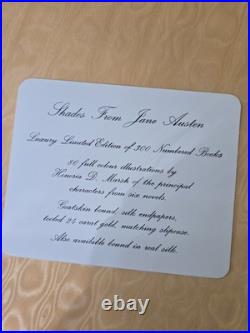 Shades From Jane Austen
Luxury Limited Edition of 300 Numbered Books
80 full colour illustrations by
Honoria D. Marsh of the principal
characters from six novels.
Goatskin bound, silk endpapers,
tooled 24 carat gold, matching slipcase.
Also available bound in real silk.